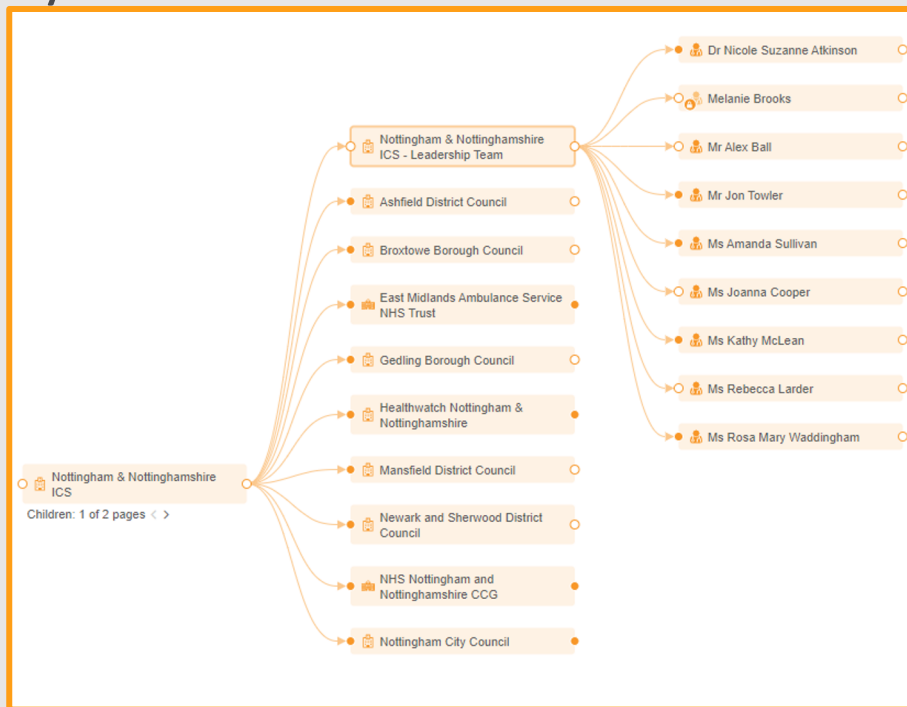 Nottingham & Nottinghamshire
ICS
Children: 1 of 2 pages < >
Nottingham & Nottinghamshire
ICS - Leadership Team
Ashfield District Council
Broxtowe Borough Council
East Midlands Ambulance Service
NHS Trust
Gedling Borough Council
Healthwatch Nottingham &
Nottinghamshire
Mansfield District Council
Newark and Sherwood District
Council
NHS Nottingham and
Nottinghamshire CCG
Nottingham City Council
Dr Nicole Suzanne Atkinson
Melanie Brooks
Mr Alex Ball
Mr Jon Towler
Ms Amanda Sullivan
Ms Joanna Cooper
Ms Kathy McLean
Ms Rebecca Larder
Ms Rosa Mary Waddingham